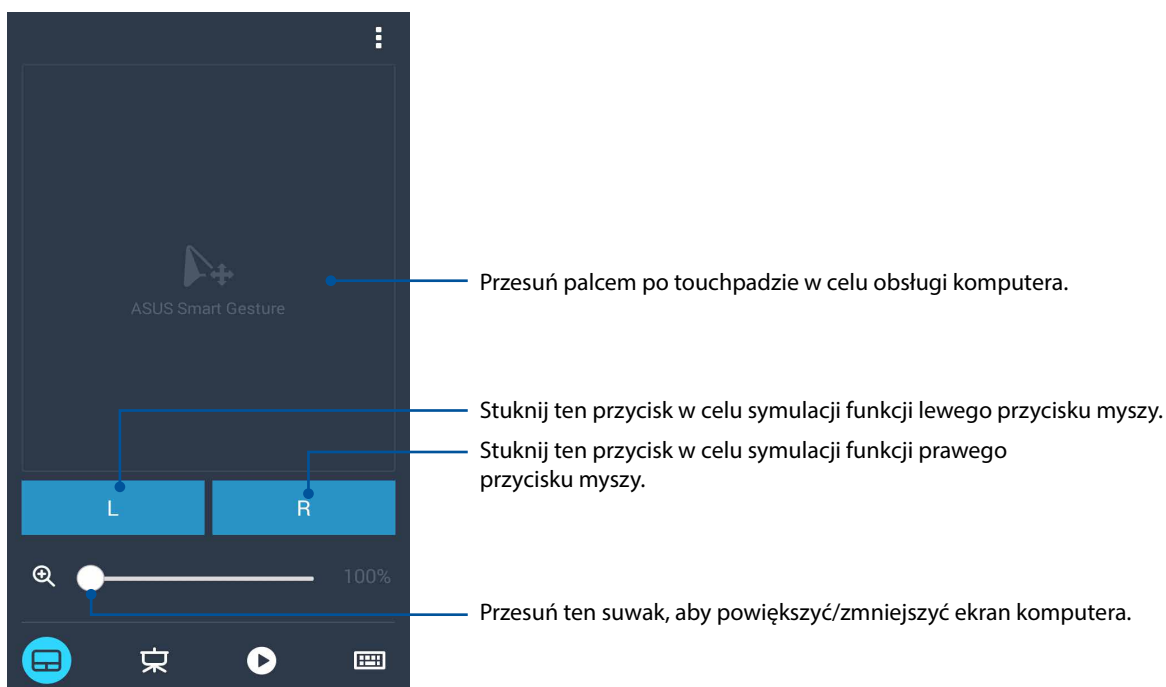 ASUS Smart Gesture
Przesuń palcem po touchpadzie w celu obsługi komputera.
Stuknij ten przycisk w celu symulacji funkcji lewego przycisku myszy.
Stuknij ten przycisk w celu symulacji funkcji prawego
przycisku myszy.
L R
100%
Przesuń ten suwak, aby powiększyć/zmniejszyć ekran komputera.